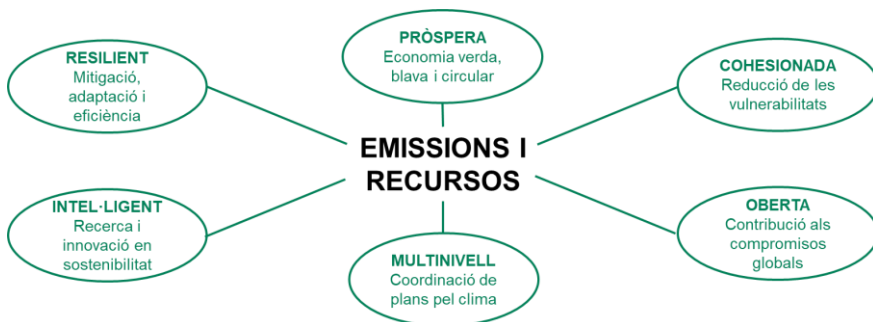 RESILIENT
Mitigació,
adaptació i
eficiència
PRÒSPERA
Economia verda,
blava i circular
COHESIONADA
Reducció de les
vulnerabilitats
EMISSIONS I
RECURSOS
INTEL·LIGENT
Recerca i
innovació en
sostenibilitat
MULTINIVELL
Coordinació de
plans pel clima
OBERTA
Contribució als
compromisos
globals